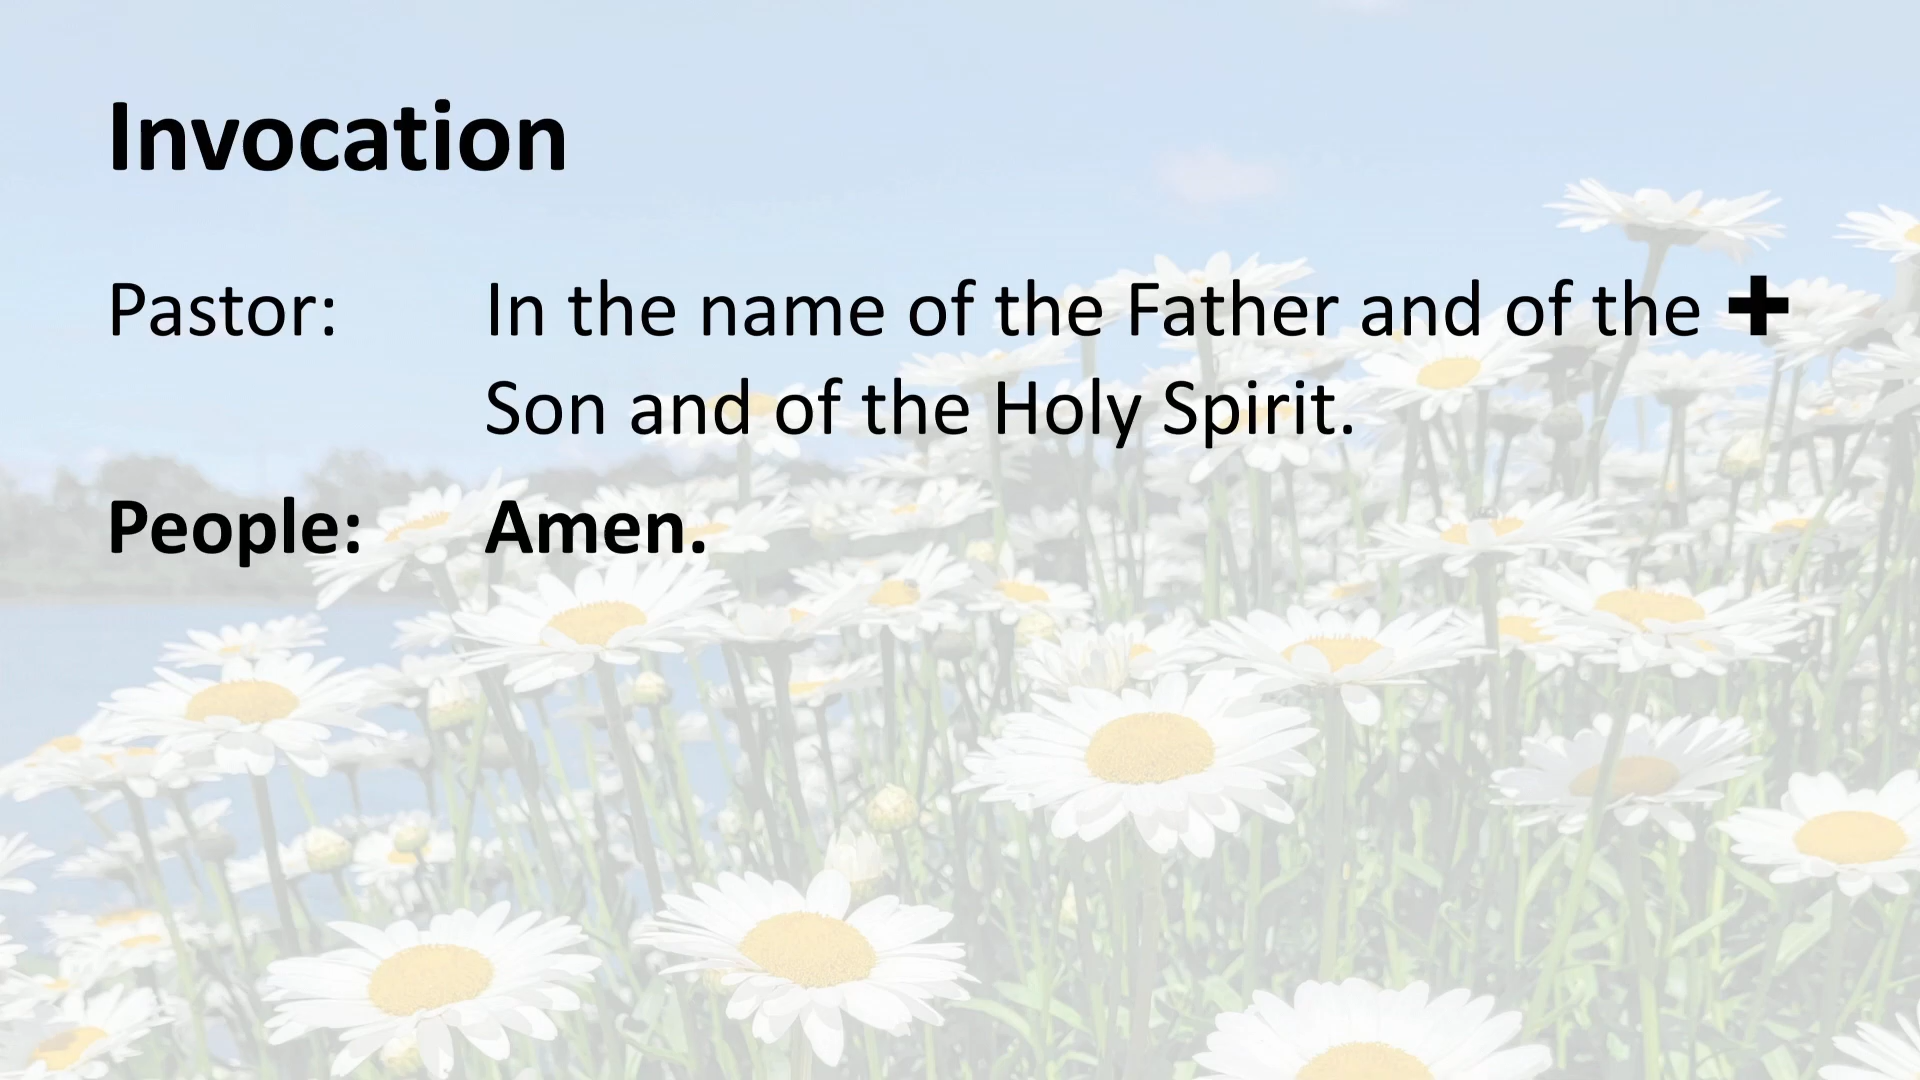 Invocation
Pastor: In the name of the Father and of the ✚
Son and of the Holy Spirit.
People: Amen.